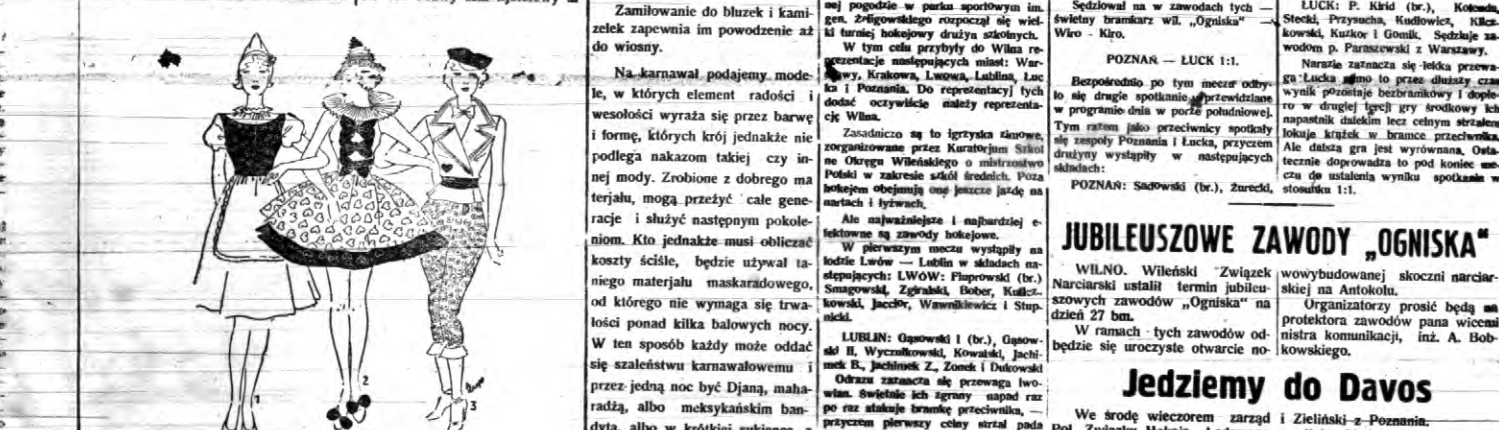 Zamiłowanie do bluzek i kami-
zelek zapewnia im powodzenie aż
do wiosny.
Na karnawał podajemy mode-
le, w których element radości i
wesołości wyraża się przez barwę
i formę, których krój jednakże nie
podlega nakazom takiej czy in-
nej mody. Zrobione z dobrego ma
terjału, mogą przeżyć całe gene-
racje i służyć następnym pokole-
niom. Kto jednakże musi obliczać
koszty ściśle, będzie używał ta-
niego materjału maskaradowego,
od którego nie wymaga się trwa-
łości ponad kilka balowych nocy.
W ten sposób każdy może oddać
się szaleństwu karnawałowemu i
przez jedną noc być Djaną, maha-
radżą, albo meksykańskim ban-
dytą, albo w krótkiej
1
2
3
nej pogodzie w parku sportowym im.
gen. Żeligowskiego rozpoczął się wiel-
ki turniej hokejowy drużyn szkolnych.
W tym celu przybyły do Wilna re-
prezentacje następujących miast: War-
szawy, Krakowa, Lwowa, Lublina, Łuc
ka i Poznania. Do reprezentacyj tych
dodać oczywiście należy reprezenta-
cję Wilna.
Zasadniczo są to igrzyska zimowe,
zorganizowane przez Kuratorjum Szkol
ne Okręgu Wileńskiego o mistrzostwo
Polski w zakresie szkół średnich. Poza
hokejem obejmują one jeszcze jazdę na
nartach i łyżwach.
Ale najważniejsze i najbardziej e-
fektowne są zawody hokejowe.
W pierwszym meczu wystąpiły na
lodzie Lwów — Lublin w składach na-
stępujących: LWÓW: Fluprowski (br.)
Smagowski, Zgiralski, Bober, Kulicz-
kowski, Jaccior, Wawnikiewicz i Stup-
nicki.
LUBLIN: Gąsowski I (br.), Gąsow-
ski II, Wycznikowski, Kowalski, Jachi-
mek B., Jachimek Z., Zonek i Dukowski
Odrazu zaznacza się przewaga lwo-
wian. Świetnie ich zgrany napad raz
po raz atakuje bramkę przeciwnika, —
przyczem pierwszy celny strzał pada
Sędziował na w zawodach tych —
świetny bramkarz wil. „Ogniska" —
Wiro - Kiro.
POZNAŃ — ŁUCK 1:1.
Bezpośrednio po tym meczu odby-
ło się drugie spotkanie przewidziane
w programie dnia w porze południowej.
Tym razem jako przeciwnicy spotkały
się zespoły Poznania i Łucka, przyczem
drużyny wystąpiły w następujących
składach:
POZNAŃ: Sadowski (br.), Żurecki,
ŁUCK: P. Kirid (br.),
Stecki, Przysucha, Kudłowicz, Klicz-
kowski, Kuzkor i Gomik. Sędziuje za-
wodom p. Paraszewski z Warszawy.
Narazie zaznacza się lekka przewa-
ga Łucka mimo to przez dłuższy czas
wynik pozostaje bezbramkowy i dopie-
ro w drugiej tercji gry środkowy ich
napastnik dalekim lecz celnym strzałem
lokuje krążek w bramce przeciwnika.
Ale dalsza gra jest wyrównana. Osta-
tecznie doprowadza to pod koniec me-
czu do ustalenia wyniku spotkania w
stosunku 1:1.
JUBILEUSZOWE ZAWODY „OGNISKA"
WILNO. Wileński Związek
Narciarski ustalił termin jubileu-
szowych zawodów „Ogniska" na
dzień 27 bm.
W ramach tych zawodów od-
będzie się uroczyste otwarcie no-
wowybudowanej skoczni narciar-
skiej na Antokolu.
Organizatorzy prosić będą na
protektora zawodów pana wicemi
nistra komunikacji, inż. A. Bob-
kowskiego.
Jedziemy do Davos
We środę wieczorem zarząd
i Zieliński z Poznania.